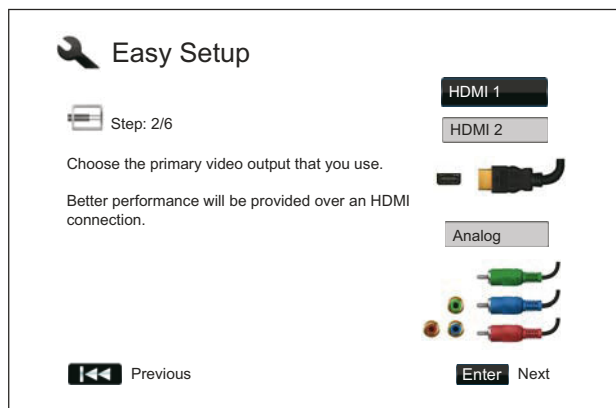 Easy Setup
Step: 2/6
Choose the primary video output that you use.
Better performance will be provided over an HDMI
connection.
HDMI 1
HDMI 2
Analog
Previous
Enter Next